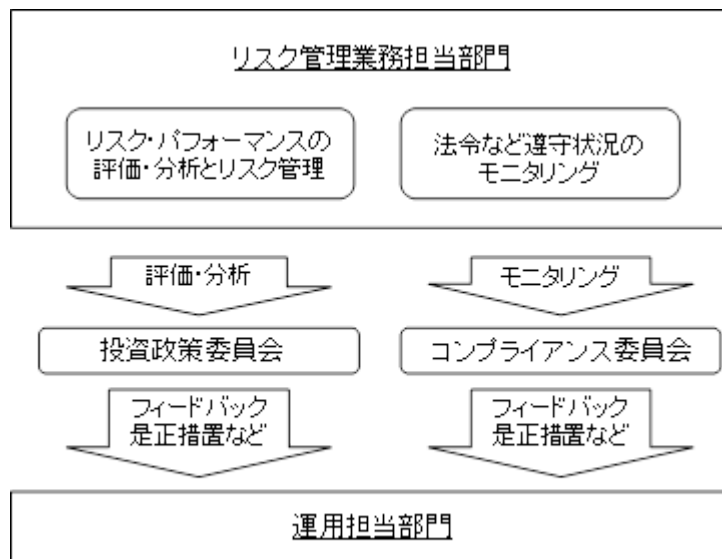 リスク管理業務担当部門
リスク・パフォーマンスの
評価・分析とリスク管理
法令など遵守状況の
モニタリング
評価・分析
モニタリング
投資政策委員会
コンプライアンス委員会
フィードバック
是正措置など
フィードバック
是正措置など
運用担当部門